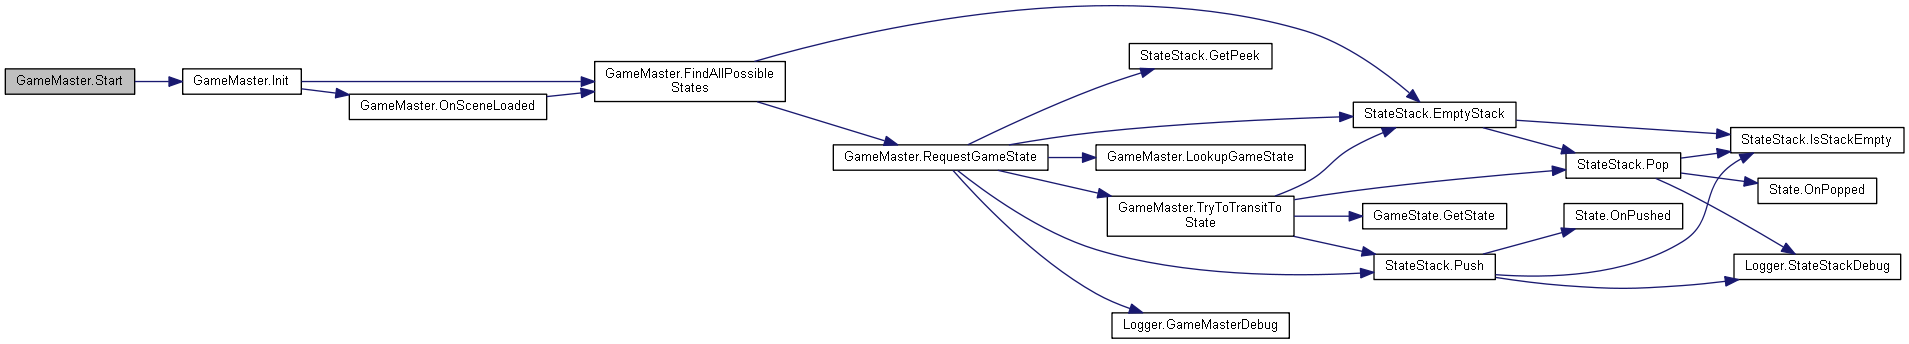 GameMaster.Start
GameMaster.Init
GameMaster.OnSceneLoaded
GameMaster.FindAllPossible
States
GameMaster.RequestGameState
StateStack.GetPeek
GameMaster.LookupGameState
GameMaster.TryToTransitTo
State
Logger.GameMasterDebug
StateStack.EmptyStack
GameState.GetState
StateStack.Push
StateStack.Pop
State.OnPushed
StateStack.IsStackEmpty
State.OnPopped
Logger.StateStackDebug